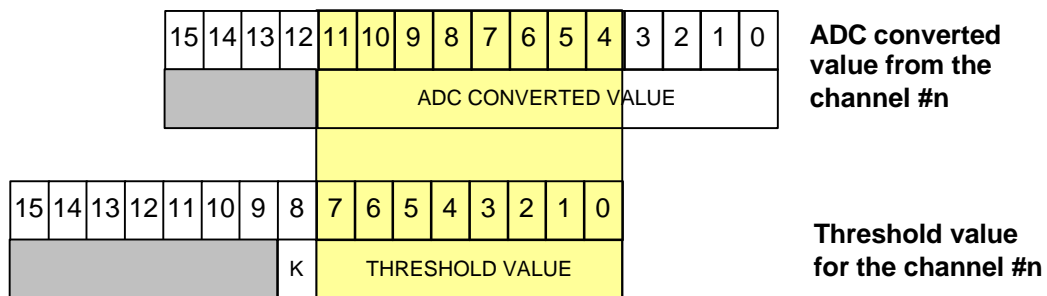 15 14 13 12 11 10 9 8 7 6 5 4 3 2 1 0
ADC converted
value from the
channel #n
ADC CONVERTED VALUE
15 14 13 12 11 10 9 8 7 6 5 4 3 2 1 0
K THRESHOLD VALUE
Threshold value
for the channel #n